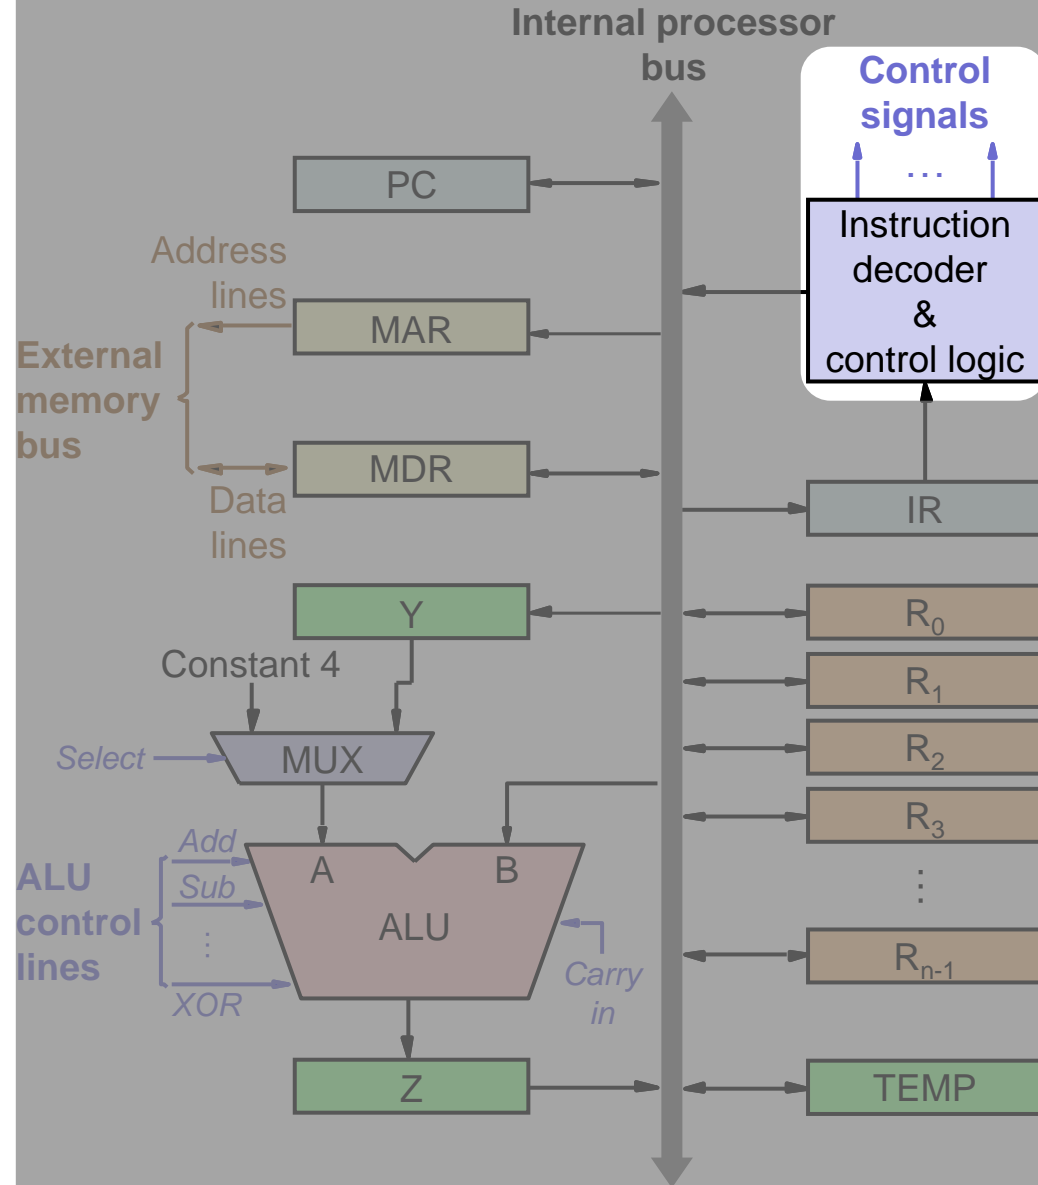 Internal processor
bus
Control
signals
...
PC
Instruction
decoder
&
control logic
Address
lines
MAR
External
memory
bus
MDR
Data
lines
IR
Y
R0
Constant 4
R1
Select
MUX
R2
R3
Add
A
B
ALU
control
lines
Sub
ALU
⋮
⋮
XOR
Carry
in
Rn-1
Z
TEMP